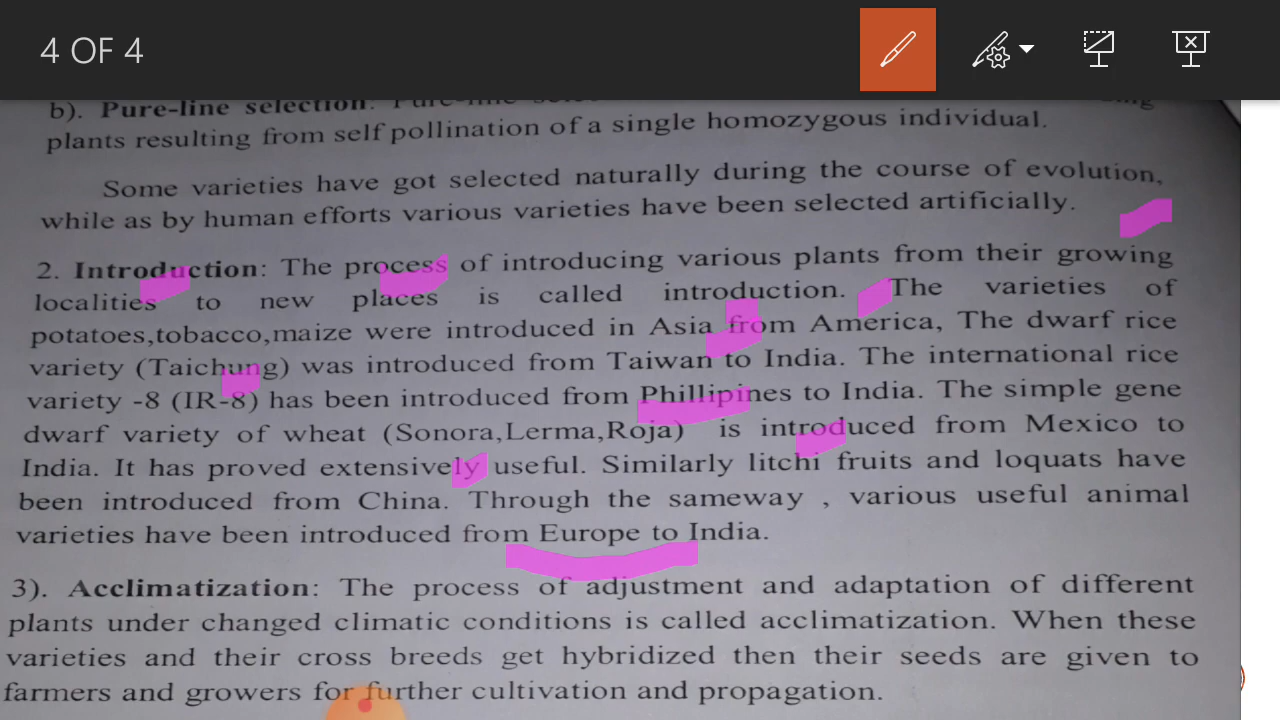 4 OF 4
b). Pure-line selection:
plants resulting from self pollination of a single homozygous individual.
Some varieties have got selected naturally during the course of evolution,
while as by human efforts various varieties have been selected artificially.
2. Introduction: The process of introducing various plants from their growing
localities to new places is called introduction. The varieties of
potatoes,tobacco,maize were introduced in Asia from America, The dwarf rice
variety (Taichung) was introduced from Taiwan to India. The international rice
variety -8 (IR-8) has been introduced from Phillipines to India. The simple gene
dwarf variety of wheat (Sonora,Lerma,Roja) is introduced from Mexico to
India. It has proved extensively useful. Similarly litchi fruits and loquats have
been introduced from China. Through the sameway , various useful animal
varieties have been introduced from Europe to India.
3). Acclimatization: The process of adjustment and adaptation of different
plants under changed climatic conditions is called acclimatization. When these
varieties and their cross breeds get hybridized then their seeds are given to
farmers and growers for further cultivation and propagation.